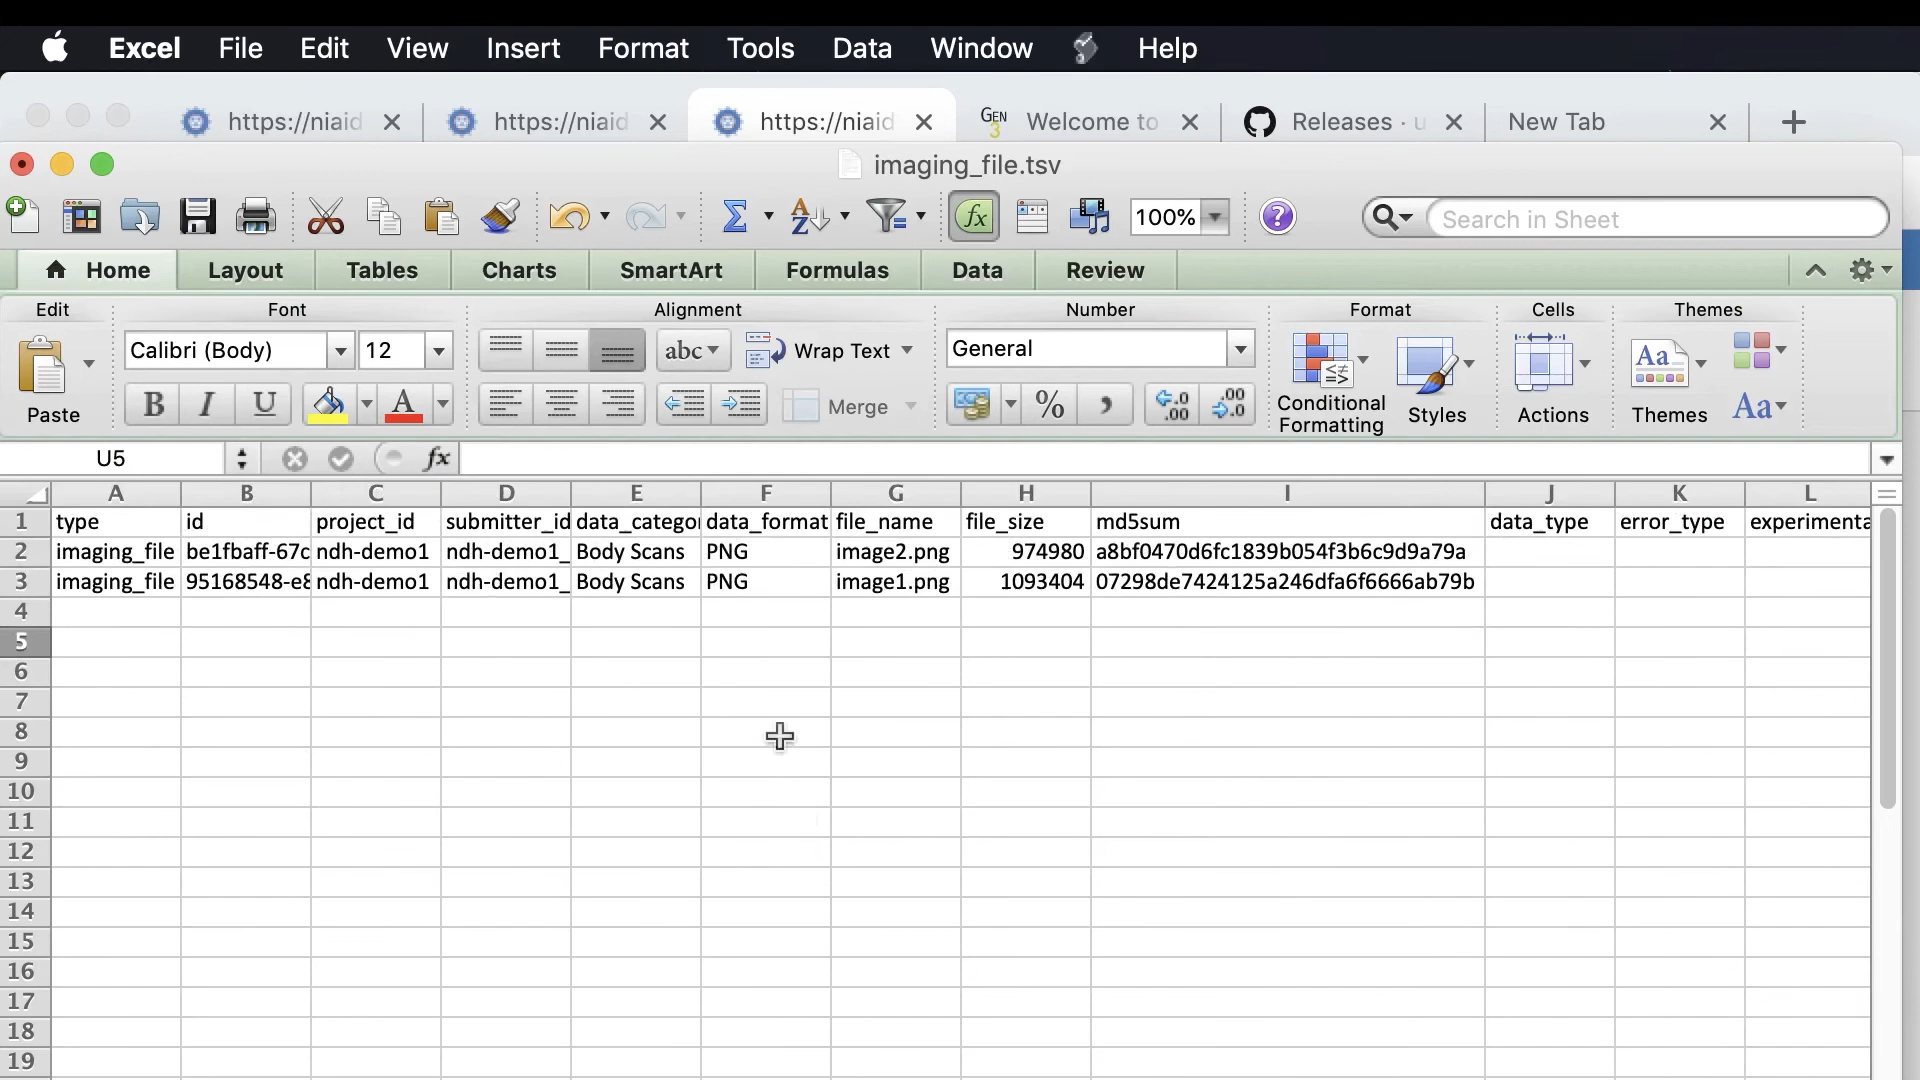 Excel File Edit View Insert Format Tools Data Window Help
https://niaid https://niaid https://niaid GEN 3 Welcome to Releases · u New Tab
imaging_file.tsv
100% Search in Sheet
Home Layout Tables Charts SmartArt Formulas Data Review
Edit Font Alignment Number Format Cells Themes
Calibri (Body) 12 abc Wrap Text General Aa
Paste B I U A Merge % Conditional Formatting Styles Actions Themes Aa
U5 fx
A B C D E F G H I J K L
1 type id project_id submitter_id data_categor data_format file_name file_size md5sum data_type error_type experimenta
2 imaging_file be1fbaff-67c ndh-demo1 ndh-demo1_ Body Scans PNG image2.png 974980 a8bf0470d6fc1839b054f3b6c9d9a79a
3 imaging_file 95168548-e8 ndh-demo1 ndh-demo1_ Body Scans PNG image1.png 1093404 07298de7424125a246dfa6f6666ab79b
4
5
6
7
8
9
10
11
12
13
14
15
16
17
18
19